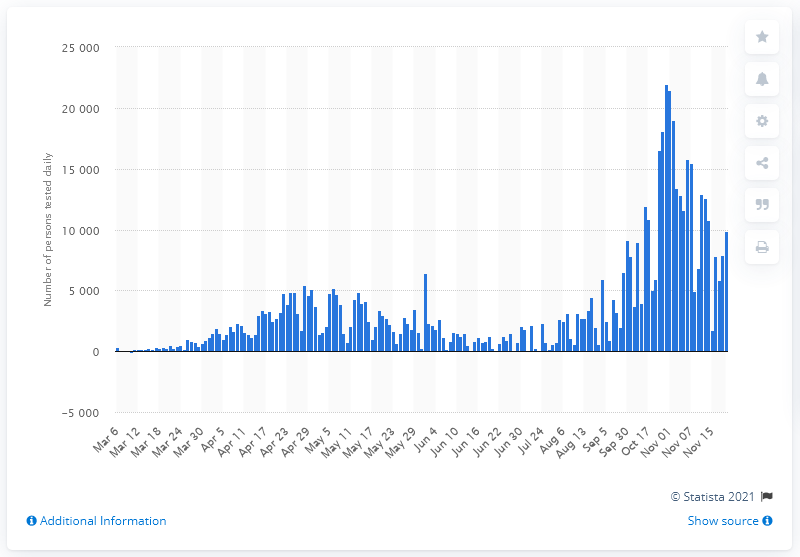 Number of persons tested daily
25 000
20 000
15 000
10 000
5 000
0
−5 000
Mar 6
Mar 12
Mar 18
Mar 24
Mar 30
Apr 5
Apr 11
Apr 17
Apr 23
Apr 29
May 5
May 11
May 17
May 23
May 29
Jun 4
Jun 10
Jun 16
Jun 22
Jun 30
Jul 24
Aug 6
Aug 13
Sep 5
Sep 30
Oct 17
Nov 01
Nov 07
Nov 15
© Statista 2021
Additional Information
Show source